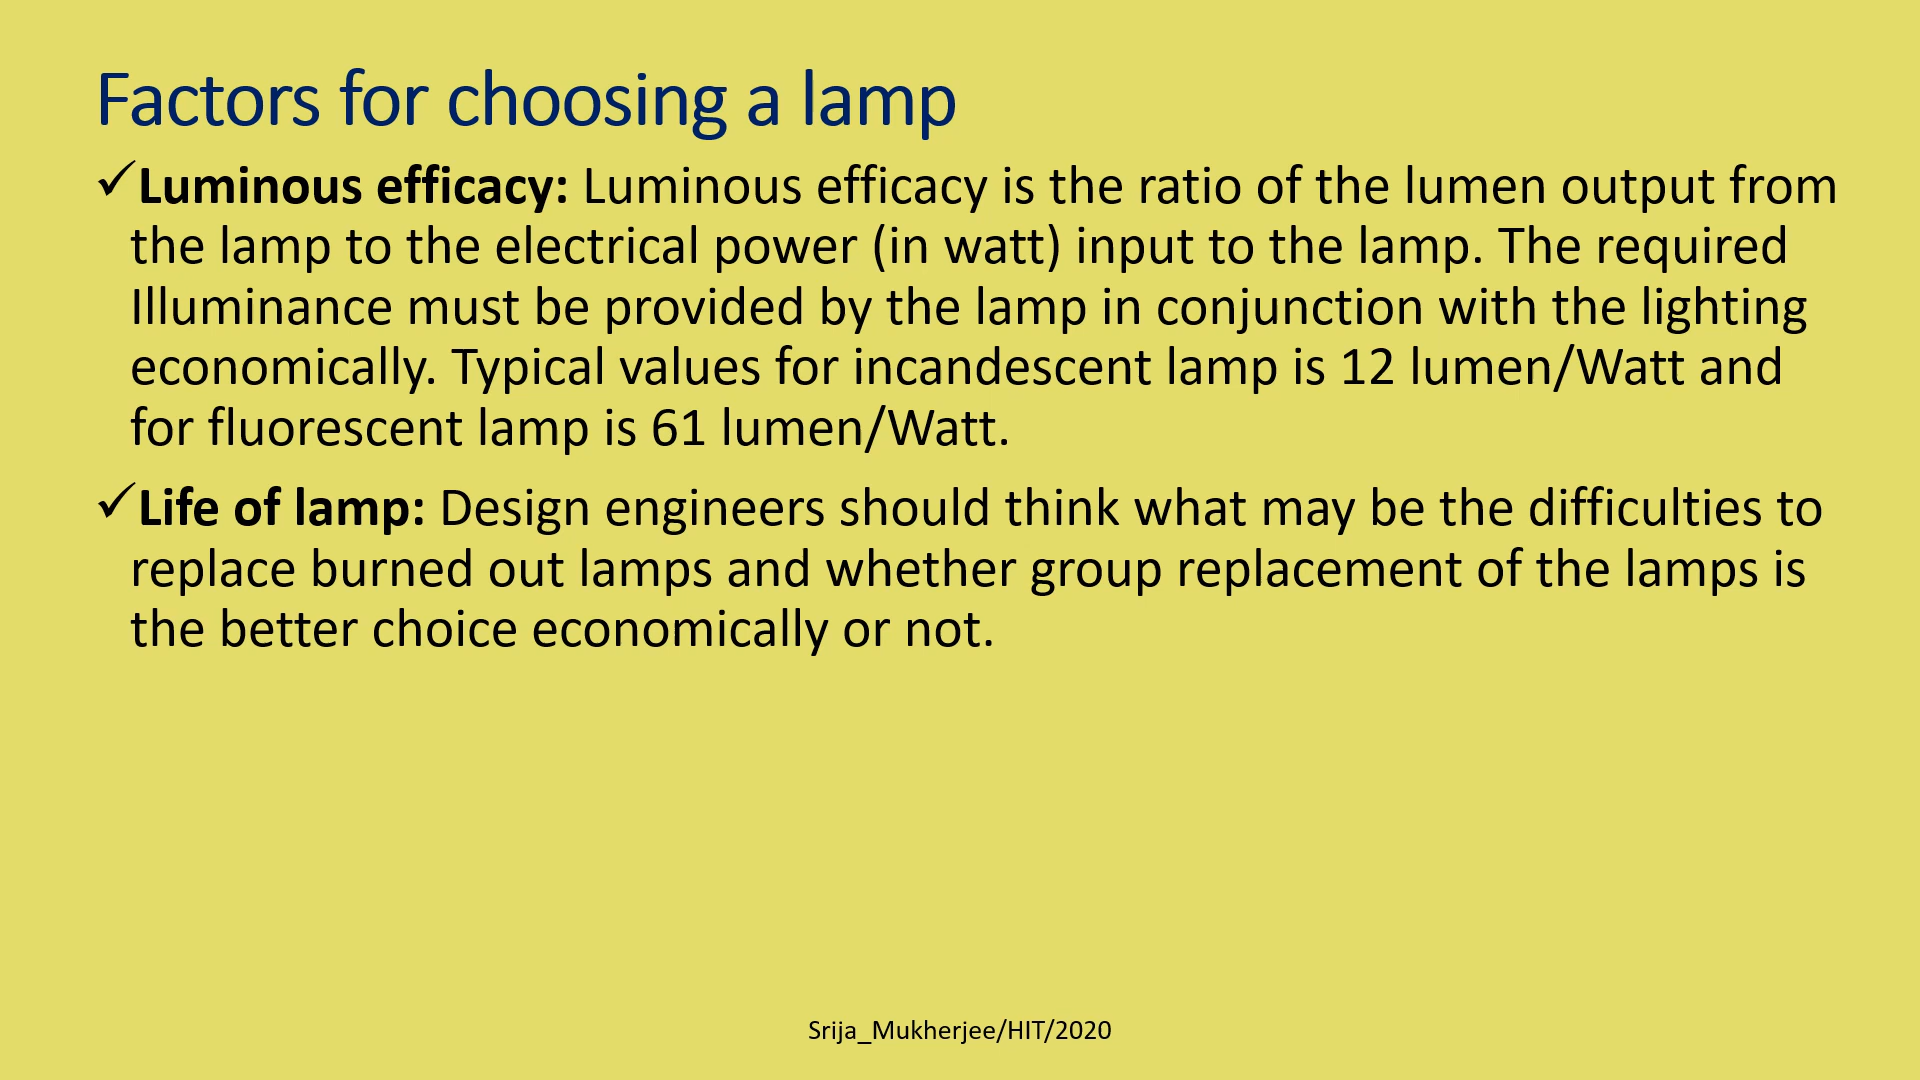 Factors for choosing a lamp
✓Luminous efficacy: Luminous efficacy is the ratio of the lumen output from
the lamp to the electrical power (in watt) input to the lamp. The required
Illuminance must be provided by the lamp in conjunction with the lighting
economically. Typical values for incandescent lamp is 12 lumen/Watt and
for fluorescent lamp is 61 lumen/Watt.
✓Life of lamp: Design engineers should think what may be the difficulties to
replace burned out lamps and whether group replacement of the lamps is
the better choice economically or not.
Srija_Mukherjee/HIT/2020